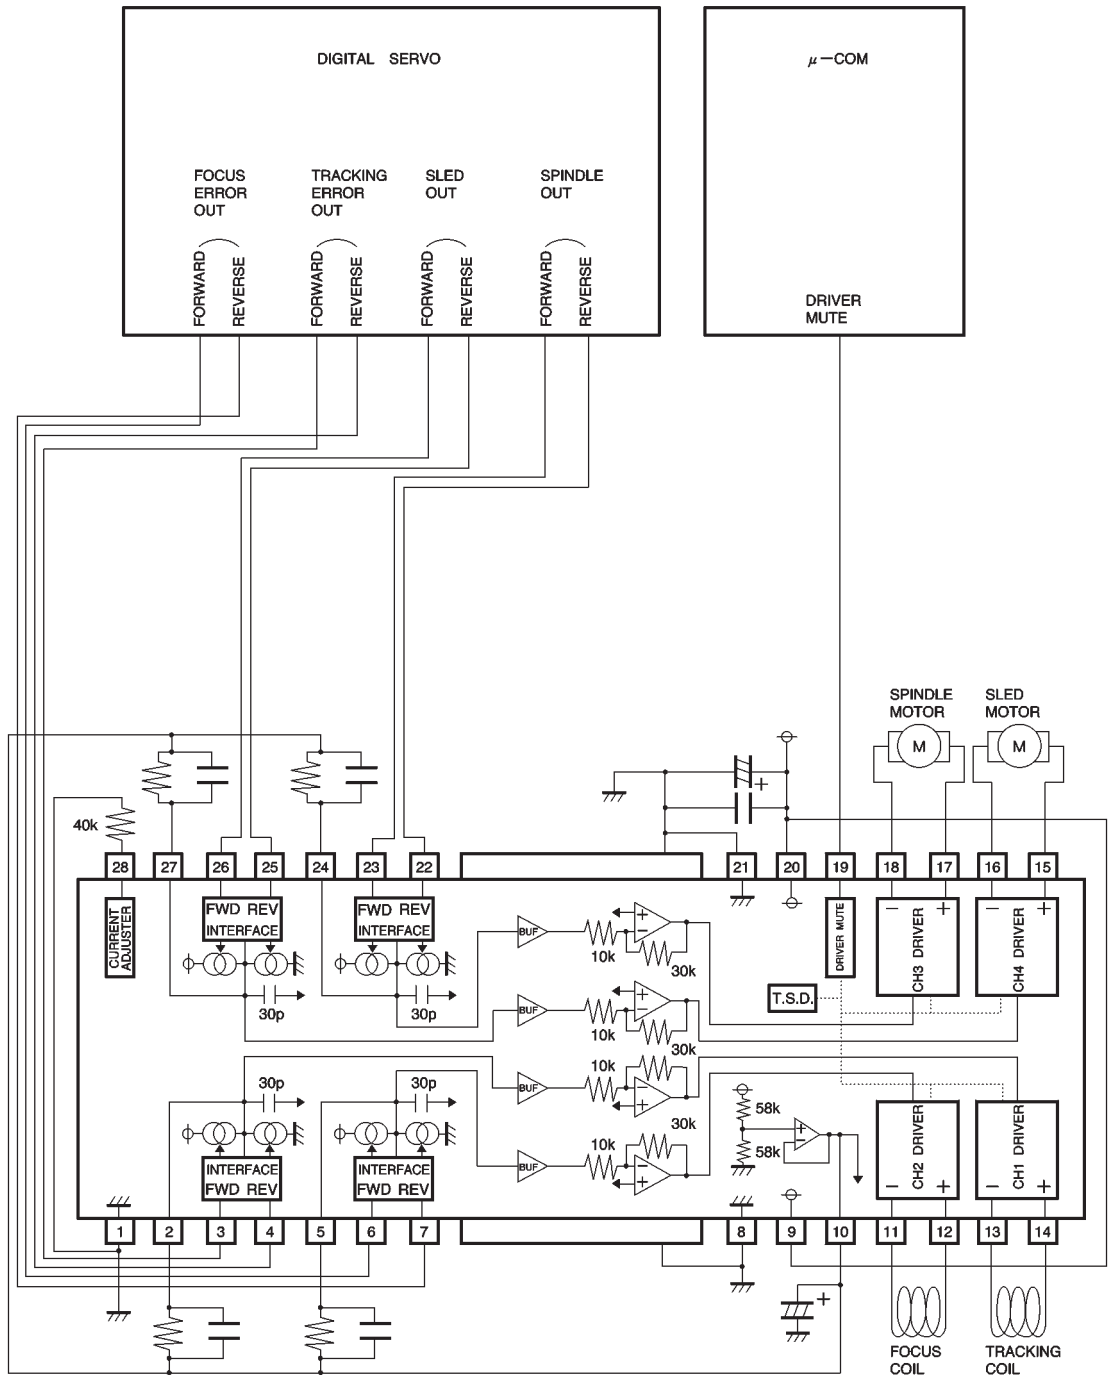 DIGITAL SERVO
μ-COM
FOCUS
ERROR
OUT
TRACKING
ERROR
OUT
SLED
OUT
SPINDLE
OUT
FORWARD
REVERSE
FORWARD
REVERSE
FORWARD
REVERSE
FORWARD
REVERSE
DRIVER
MUTE
SPINDLE
MOTOR
SLED
MOTOR
M
M
+
40k
28
27
26
25
24
23
22
21
20
19
18
17
16
15
CURRENT
ADJUSTER
FWD REV
INTERFACE
FWD REV
INTERFACE
30p
30p
BUF
10k
+
−
30k
BUF
10k
+
−
30k
DRIVER MUTE
T.S.D.
− +
CH3 DRIVER
− +
CH4 DRIVER
30p
30p
BUF
10k
−
+
30k
BUF
10k
−
+
INTERFACE
FWD REV
INTERFACE
FWD REV
58k
58k
+
−
CH2 DRIVER
− +
CH1 DRIVER
− +
1
2
3
4
5
6
7
8
9
10
11
12
13
14
+
FOCUS
COIL
TRACKING
COIL